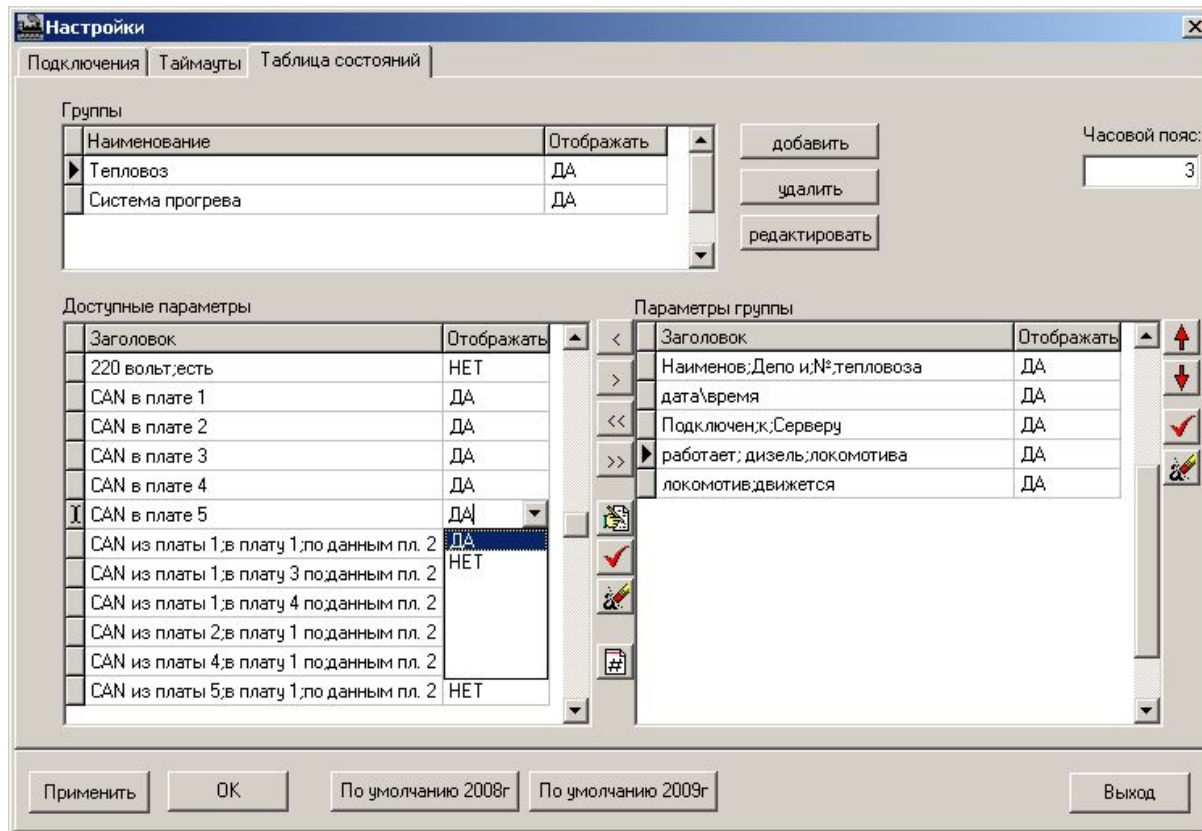 Настройки
Подключения Таймауты Таблица состояний
Группы
Наименование Отображать
Тепловоз ДА
Система прогрева ДА
добавить
удалить
редактировать
Часовой пояс:
3
Доступные параметры
Заголовок Отображать
220 вольт;есть НЕТ
CAN в плате 1 ДА
CAN в плате 2 ДА
CAN в плате 3 ДА
CAN в плате 4 ДА
CAN в плате 5 ДА
ДА
НЕТ
CAN из платы 1;в плату 1;по данным пл. 2
CAN из платы 1;в плату 3 по;данным пл. 2
CAN из платы 1;в плату 4 по;данным пл. 2
CAN из платы 2;в плату 1 по;данным пл. 2
CAN из платы 4;в плату 1 по;данным пл. 2
CAN из платы 5;в плату 1;по данным пл. 2 НЕТ
<
>
<<
>>
Параметры группы
Заголовок Отображать
Наименов;Депо и;№;тепловоза ДА
дата\время ДА
Подключен;к;Серверу ДА
работает; дизель;локомотива ДА
локомотив;движется ДА
Применить OK По умолчанию 2008г По умолчанию 2009г Выход